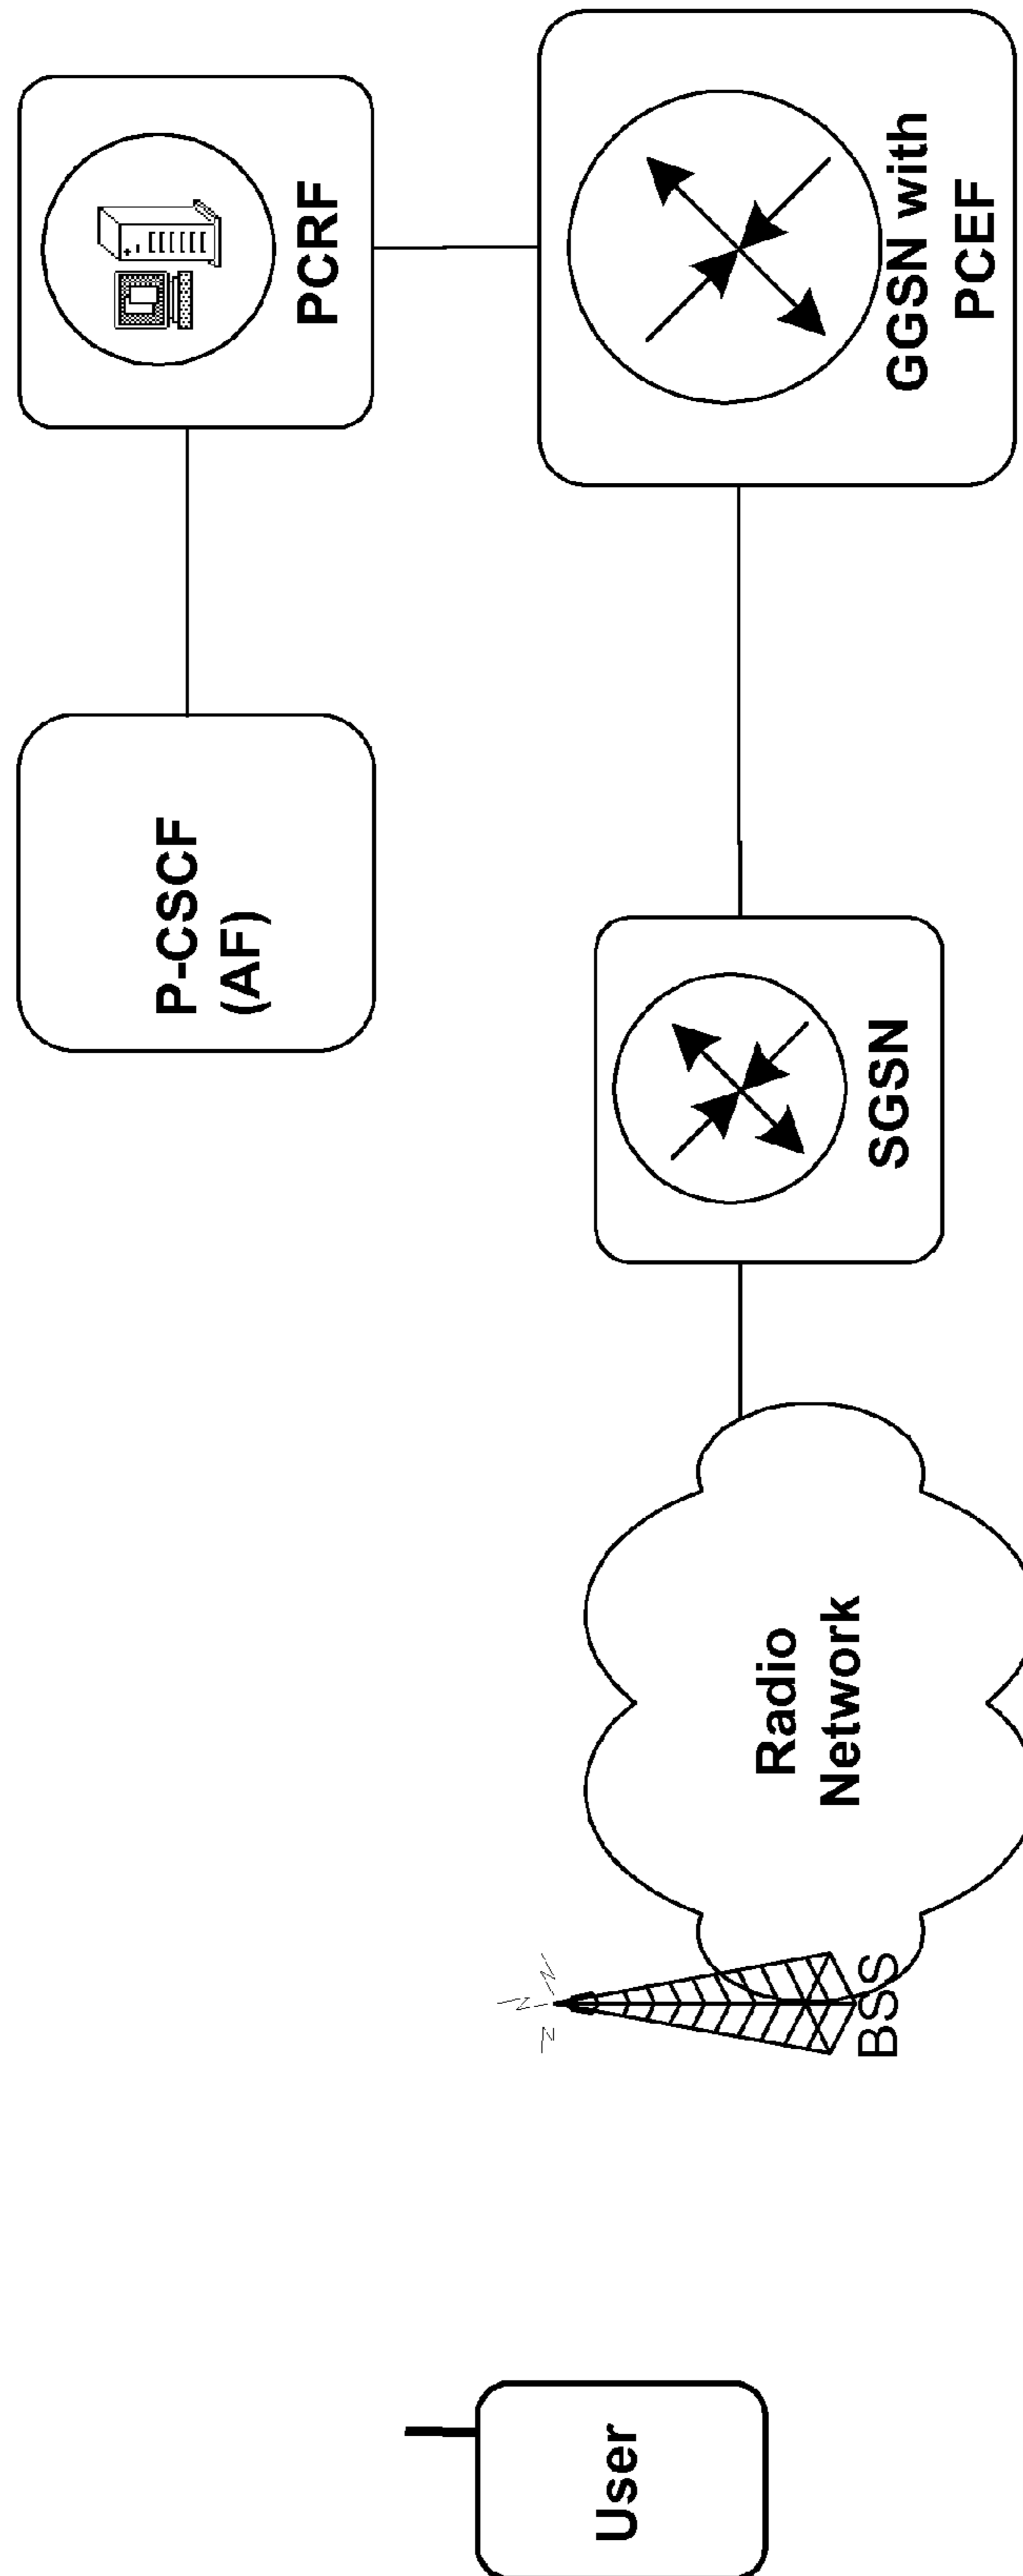 P-CSCF
(AF)
PCRF
User
BSS
Radio
Network
SGSN
GGSN with
PCEF